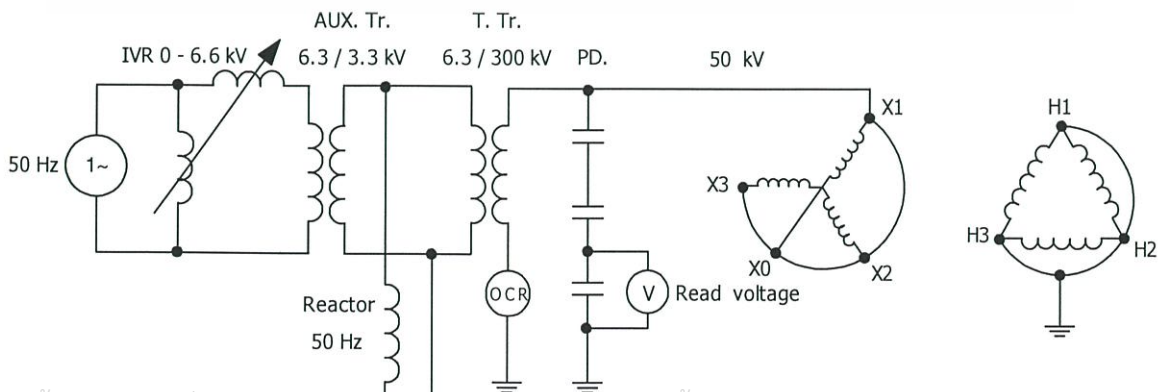 AUX. Tr.
T. Tr.
IVR 0 - 6.6 kV
6.3 / 3.3 kV
6.3 / 300 kV
PD.
50 kV
X1
H1
50 Hz
1~
X3
H3
H2
X0
X2
Reactor
50 Hz
OCR
V
Read voltage